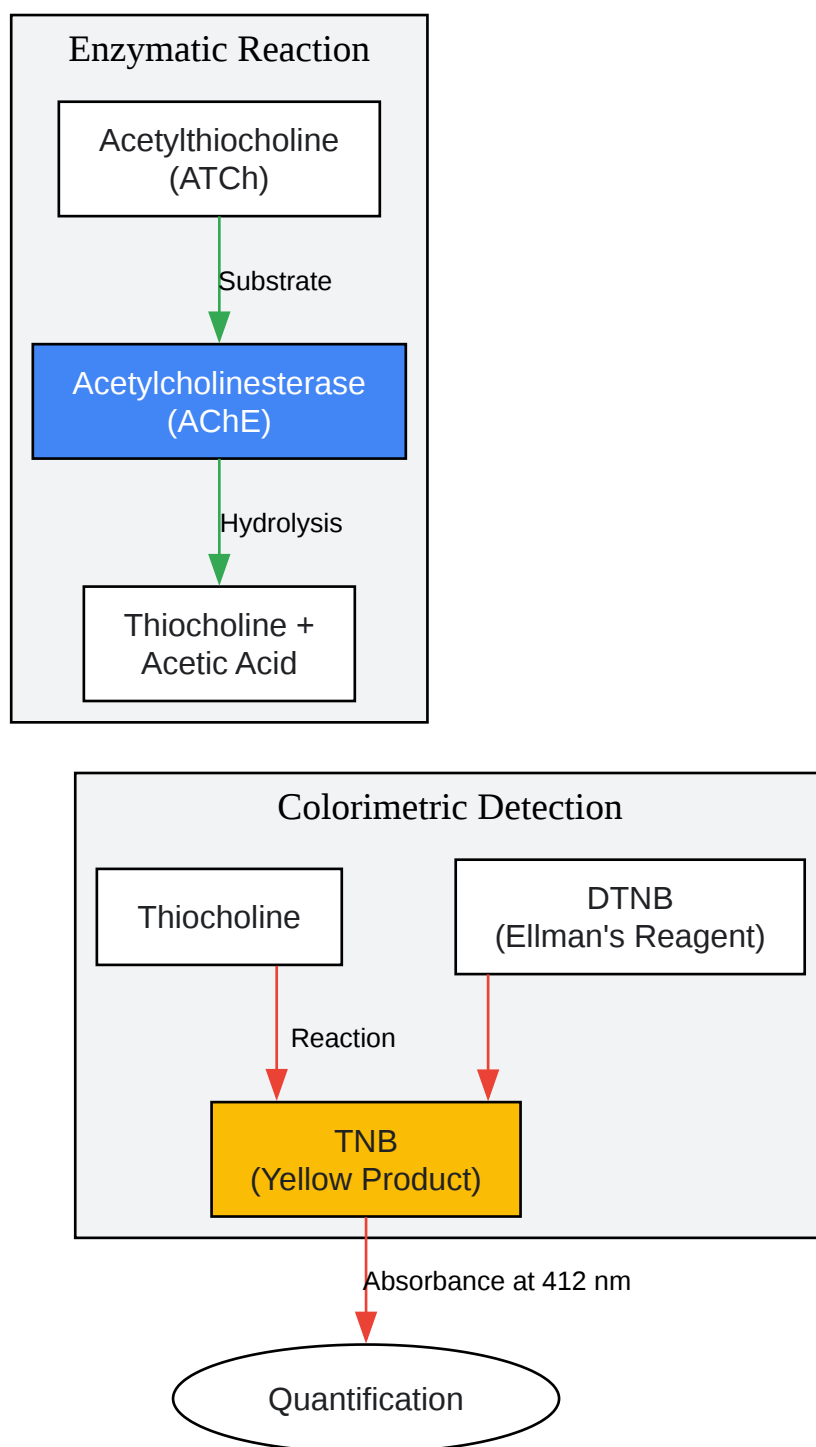 Enzymatic Reaction
Acetylthiocholine
(ATCh)
Substrate
Acetylcholinesterase
(AChE)
Hydrolysis
Thiocholine +
Acetic Acid
Colorimetric Detection
Thiocholine
DTNB
(Ellman's Reagent)
Reaction
TNB
(Yellow Product)
Absorbance at 412 nm
Quantification